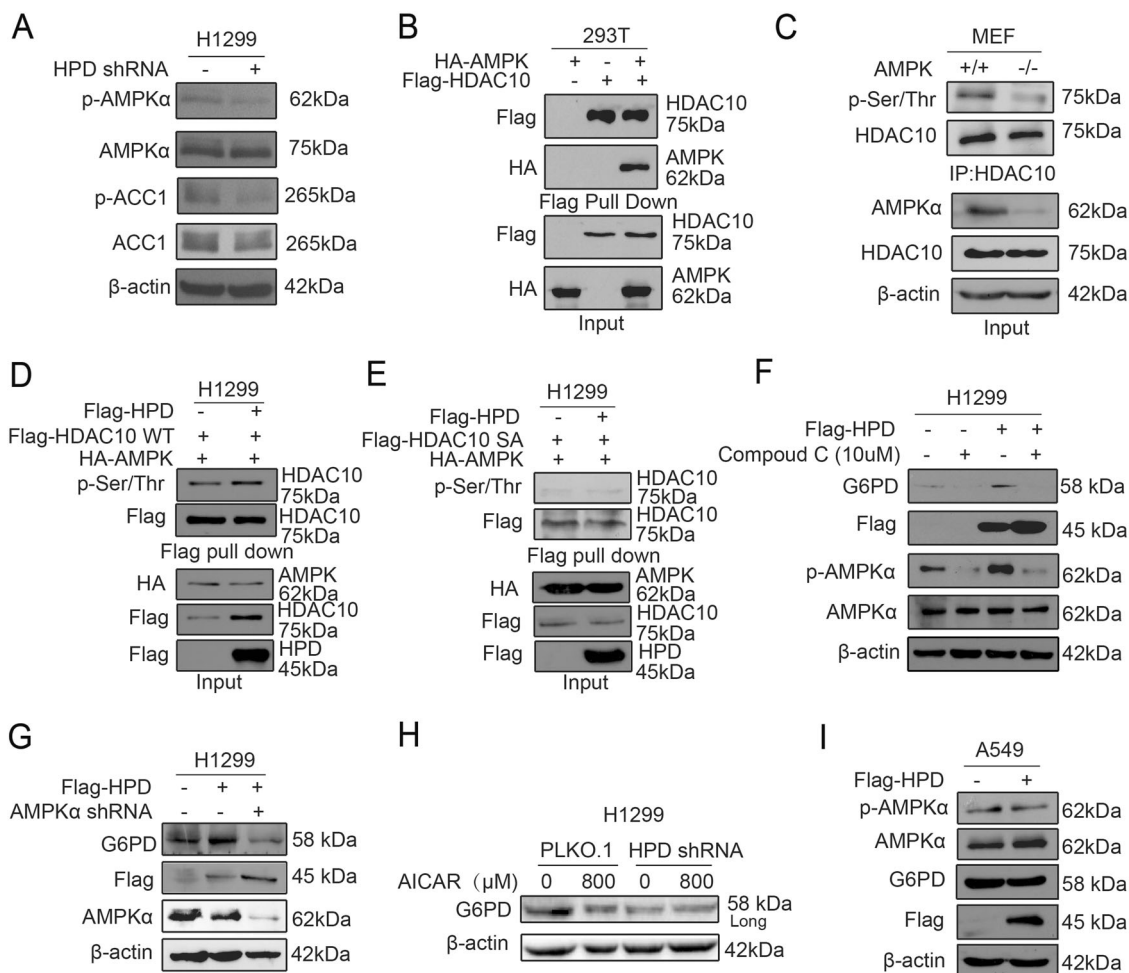 A
H1299
HPD shRNA - +
p-AMPKα 62kDa
AMPKα 75kDa
p-ACC1 265kDa
ACC1 265kDa
β-actin 42kDa
B
293T
HA-AMPK + - +
Flag-HDAC10 - + +
Flag HDAC10 75kDa
HA AMPK 62kDa
Flag Pull Down
Flag HDAC10 75kDa
HA AMPK 62kDa
Input
C
MEF
AMPK +/+ -/-
p-Ser/Thr 75kDa
HDAC10 75kDa
IP:HDAC10
AMPKα 62kDa
HDAC10 75kDa
β-actin 42kDa
Input
D
H1299
Flag-HPD - +
Flag-HDAC10 WT + +
HA-AMPK + +
p-Ser/Thr HDAC10 75kDa
Flag HDAC10 75kDa
Flag pull down
HA AMPK 62kDa
Flag HDAC10 75kDa
Flag HPD 45kDa
Input
E
H1299
Flag-HPD - +
Flag-HDAC10 SA + +
HA-AMPK + +
p-Ser/Thr HDAC10 75kDa
Flag HDAC10 75kDa
Flag pull down
HA AMPK 62kDa
Flag HDAC10 75kDa
Flag HPD 45kDa
Input
F
H1299
Flag-HPD - - + +
Compoud C (10uM) - + - +
G6PD 58 kDa
Flag 45 kDa
p-AMPKα 62kDa
AMPKα 62kDa
β-actin 42kDa
G
H1299
Flag-HPD - + +
AMPKα shRNA - - +
G6PD 58 kDa
Flag 45 kDa
AMPKα 62kDa
β-actin 42kDa
H
H1299
PLKO.1 HPD shRNA
AICAR (μM) 0 800 0 800
G6PD 58 kDa
Long
β-actin 42kDa
I
A549
Flag-HPD - +
p-AMPKα 62kDa
AMPKα 62kDa
G6PD 58 kDa
Flag 45 kDa
β-actin 42kDa